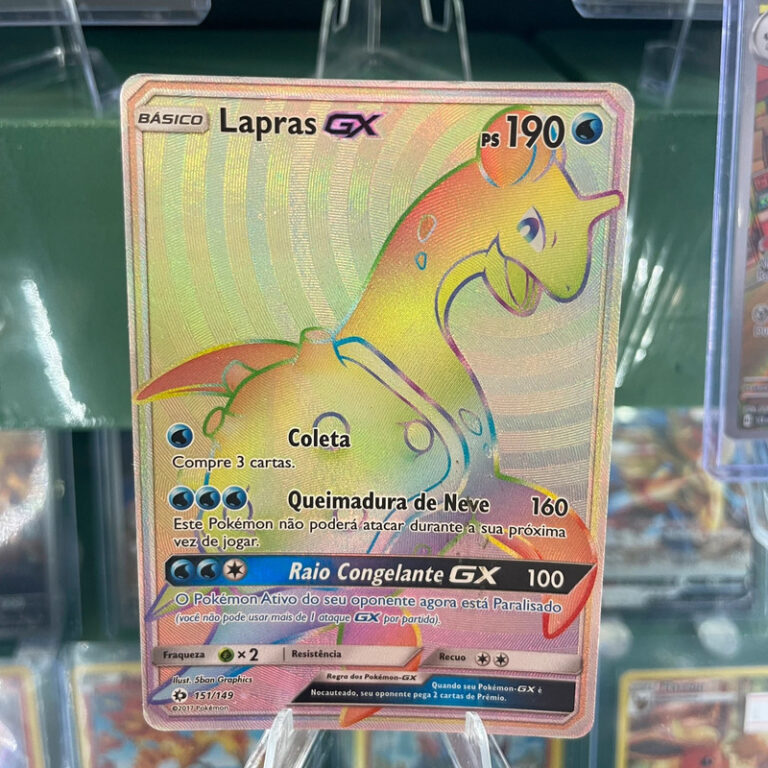 BÁSICO Lapras GX PS 190
Coleta
Compre 3 cartas.
Queimadura de Neve 160
Este Pokémon não poderá atacar durante a sua próxima
vez de jogar.
Raio Congelante GX 100
O Pokémon Ativo do seu oponente agora está Paralisado
(você não pode usar mais de 1 ataque GX por partida).
Fraqueza ×2 Resistência Recuo
Illust. 5ban Graphics
151/149
©2017 Pokémon
Regra dos Pokémon-GX
Quando seu Pokémon-GX é
Nocauteado, seu oponente pega 2 cartas de Prêmio.